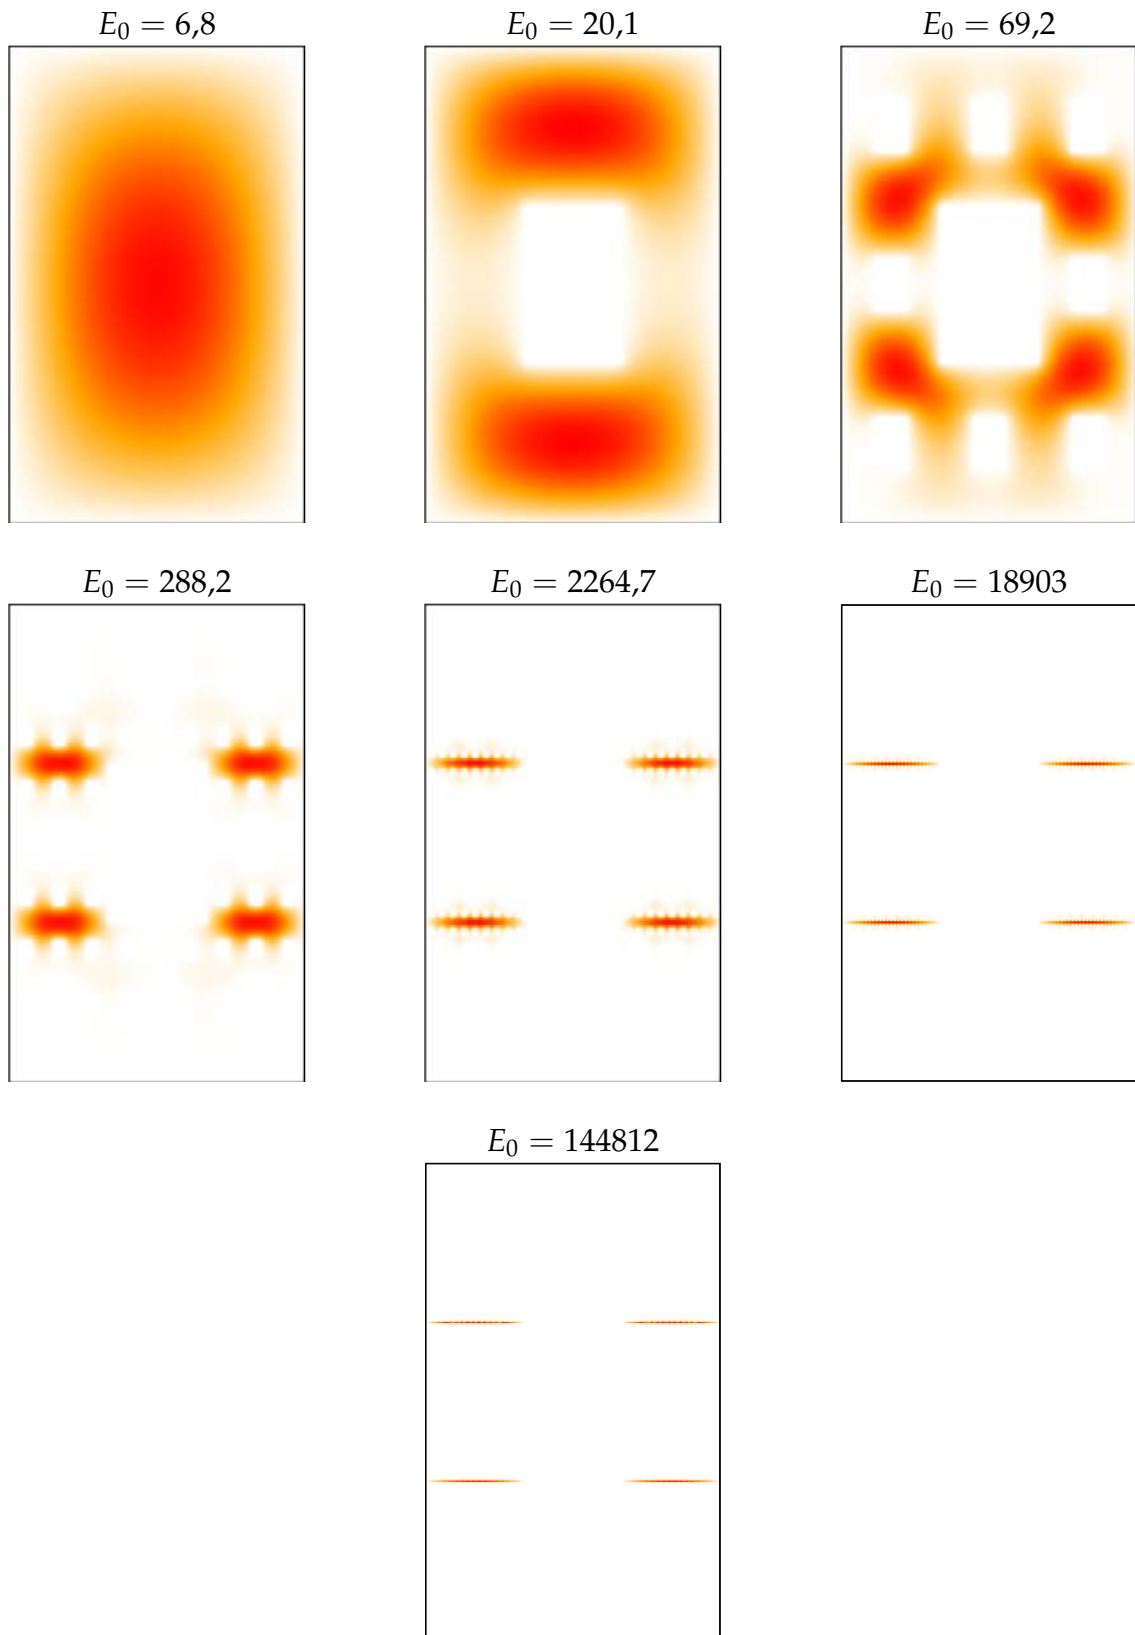 E₀ = 6,8
E₀ = 20,1
E₀ = 69,2
E₀ = 288,2
E₀ = 2264,7
E₀ = 18903
E₀ = 144812